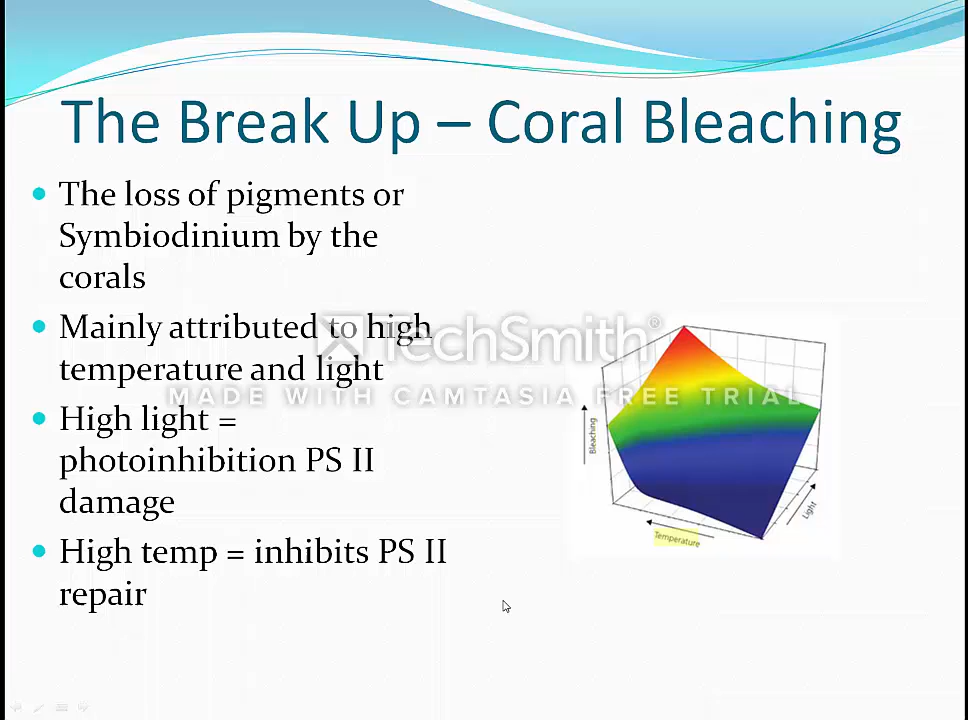 The Break Up – Coral Bleaching
The loss of pigments or
Symbiodinium by the
corals
Mainly attributed to high
temperature and light
High light =
photoinhibition PS II
damage
High temp = inhibits PS II
repair
TechSmith®
MADE WITH CAMTASIA FREE TRIAL
Bleaching
Temperature
Light